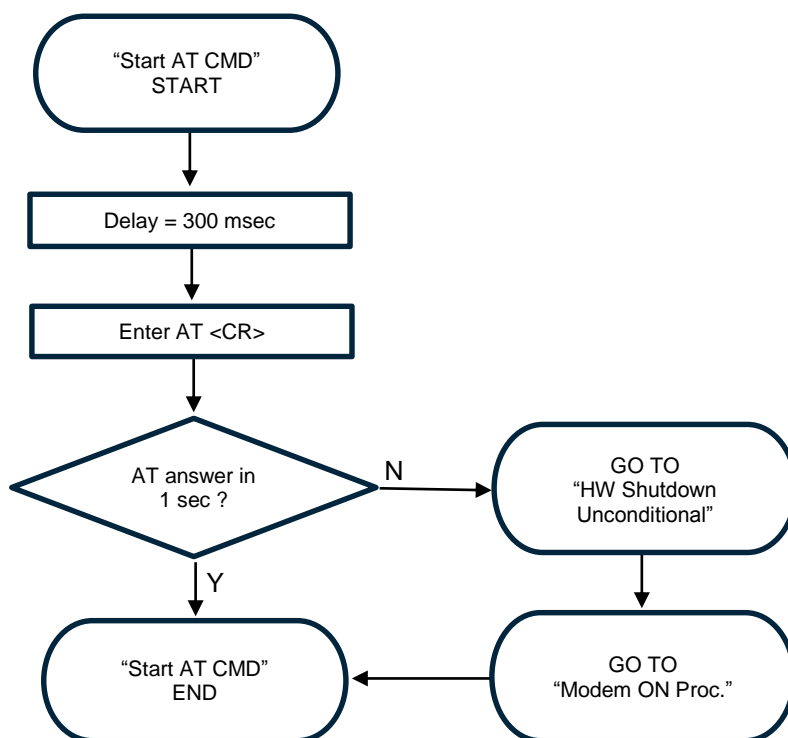 “Start AT CMD”
START
Delay = 300 msec
Enter AT <CR>
AT answer in
1 sec ?
N
GO TO
“HW Shutdown
Unconditional”
Y
“Start AT CMD”
END
GO TO
“Modem ON Proc.”